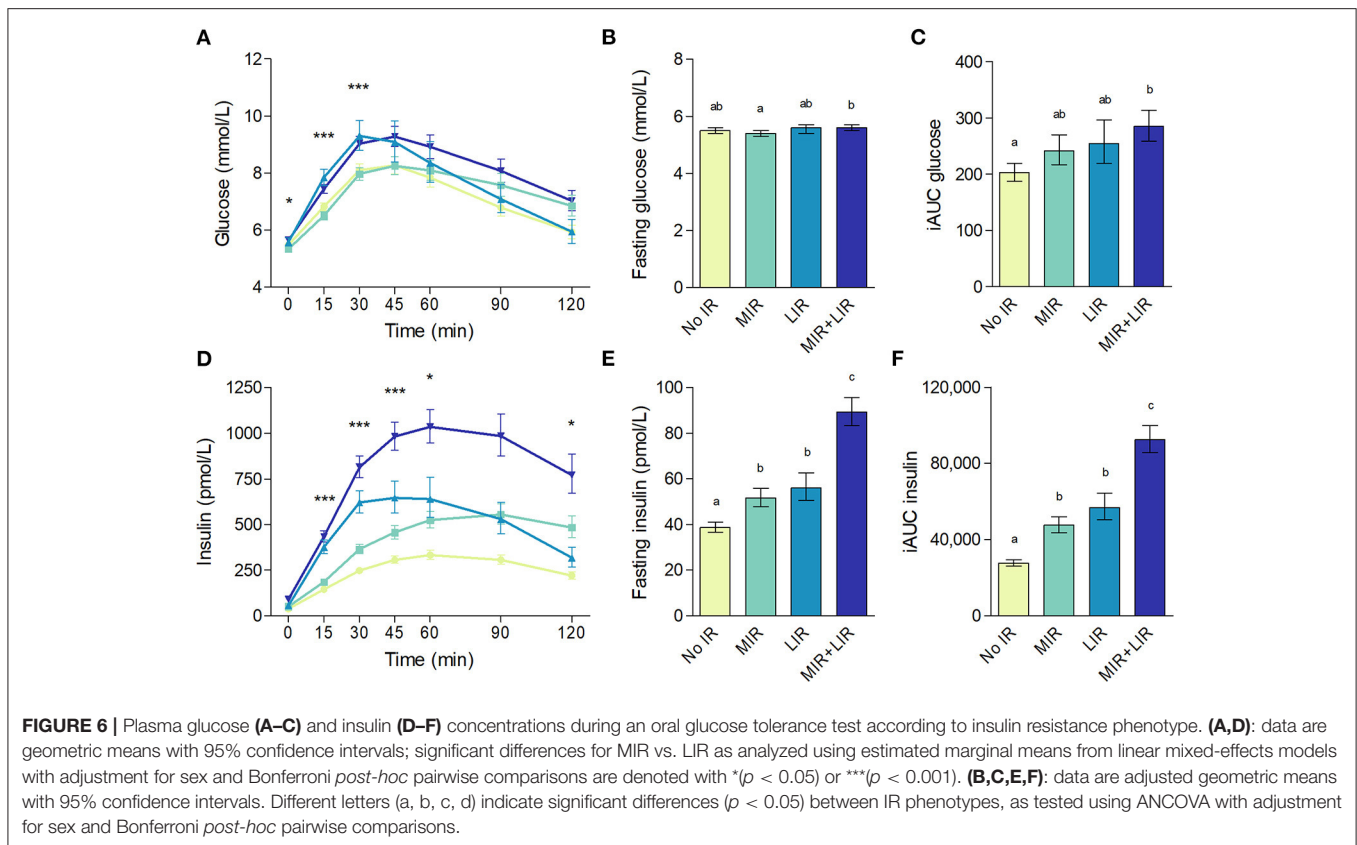 A
B
C
12
10
8
6
4
Glucose (mmol/L)
*
***
***
0 15 30 45 60 90 120
Time (min)
8
6
4
2
0
Fasting glucose (mmol/L)
ab a ab b
No IR MIR LIR MIR+LIR
400
300
200
100
0
iAUC glucose
a ab ab b
No IR MIR LIR MIR+LIR
D
E
F
1250
1000
750
500
250
0
Insulin (pmol/L)
***
***
***
*
*
0 15 30 45 60 90 120
Time (min)
100
80
60
40
20
0
Fasting insulin (pmol/L)
a b b c
No IR MIR LIR MIR+LIR
120,000
80,000
40,000
0
iAUC insulin
a b b c
No IR MIR LIR MIR+LIR
FIGURE 6 | Plasma glucose (A–C) and insulin (D–F) concentrations during an oral glucose tolerance test according to insulin resistance phenotype. (A,D): data are
geometric means with 95% confidence intervals; significant differences for MIR vs. LIR as analyzed using estimated marginal means from linear mixed-effects models
with adjustment for sex and Bonferroni post-hoc pairwise comparisons are denoted with *(p < 0.05) or ***(p < 0.001). (B,C,E,F): data are adjusted geometric means
with 95% confidence intervals. Different letters (a, b, c, d) indicate significant differences (p < 0.05) between IR phenotypes, as tested using ANCOVA with adjustment
for sex and Bonferroni post-hoc pairwise comparisons.